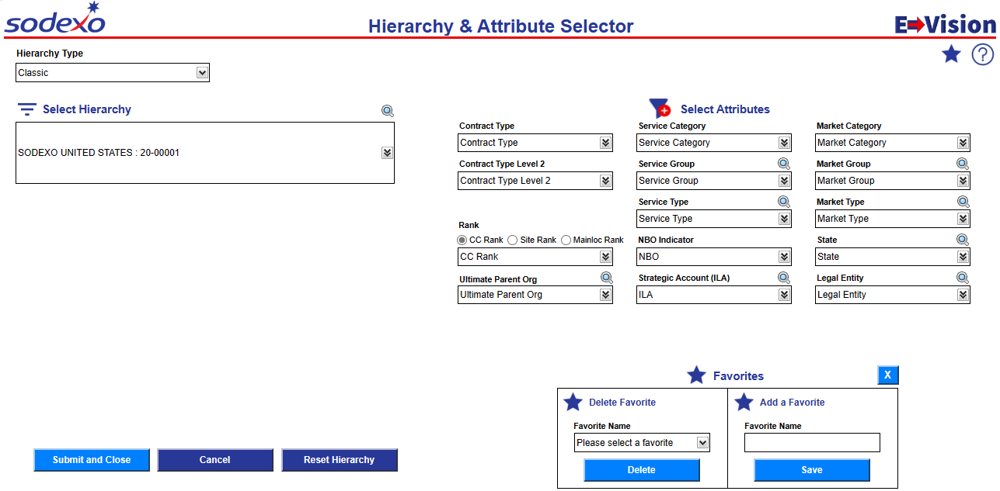 sodexo
Hierarchy & Attribute Selector
E Vision
Hierarchy Type
?
Classic
Select Hierarchy
SODEXO UNITED STATES : 20-00001
Select Attributes
Contract Type
Service Category
Market Category
Contract Type
Service Category
Market Category
Contract Type Level 2
Service Group
Market Group
Contract Type Level 2
Service Group
Market Group
Service Type
Market Type
Service Type
Market Type
Rank
CC Rank Site Rank Mainloc Rank
NBO Indicator
State
CC Rank
NBO
State
Ultimate Parent Org
Strategic Account (ILA)
Legal Entity
Ultimate Parent Org
ILA
Legal Entity
Favorites
X
Delete Favorite
Add a Favorite
Favorite Name
Favorite Name
Please select a favorite
Delete
Save
Submit and Close
Cancel
Reset Hierarchy